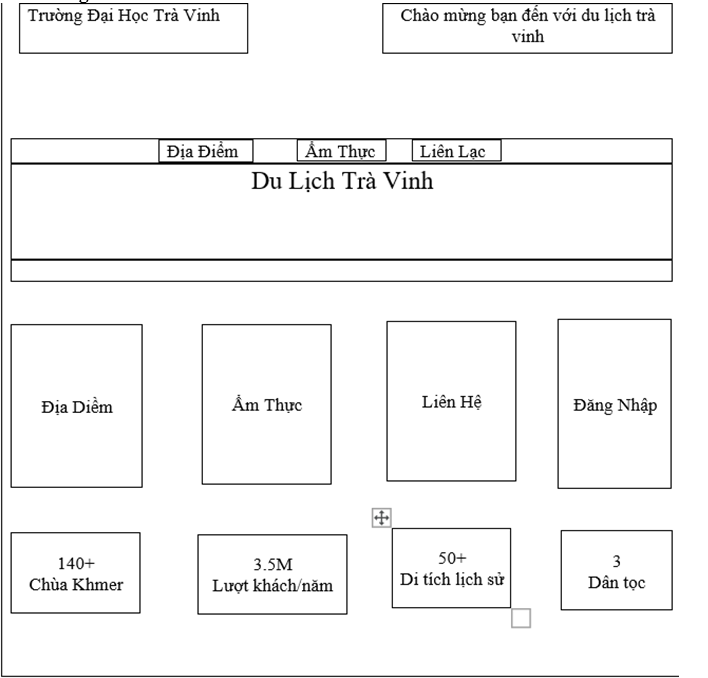 Trường Đại Học Trà Vinh
Chào mừng bạn đến với du lịch trà
vinh
Địa Điểm
Ẩm Thực
Liên Lạc
Du Lịch Trà Vinh
Địa Diểm
Ẩm Thực
Liên Hệ
Đăng Nhập
140+
Chùa Khmer
3.5M
Lượt khách/năm
50+
Di tích lịch sử
3
Dân tọc